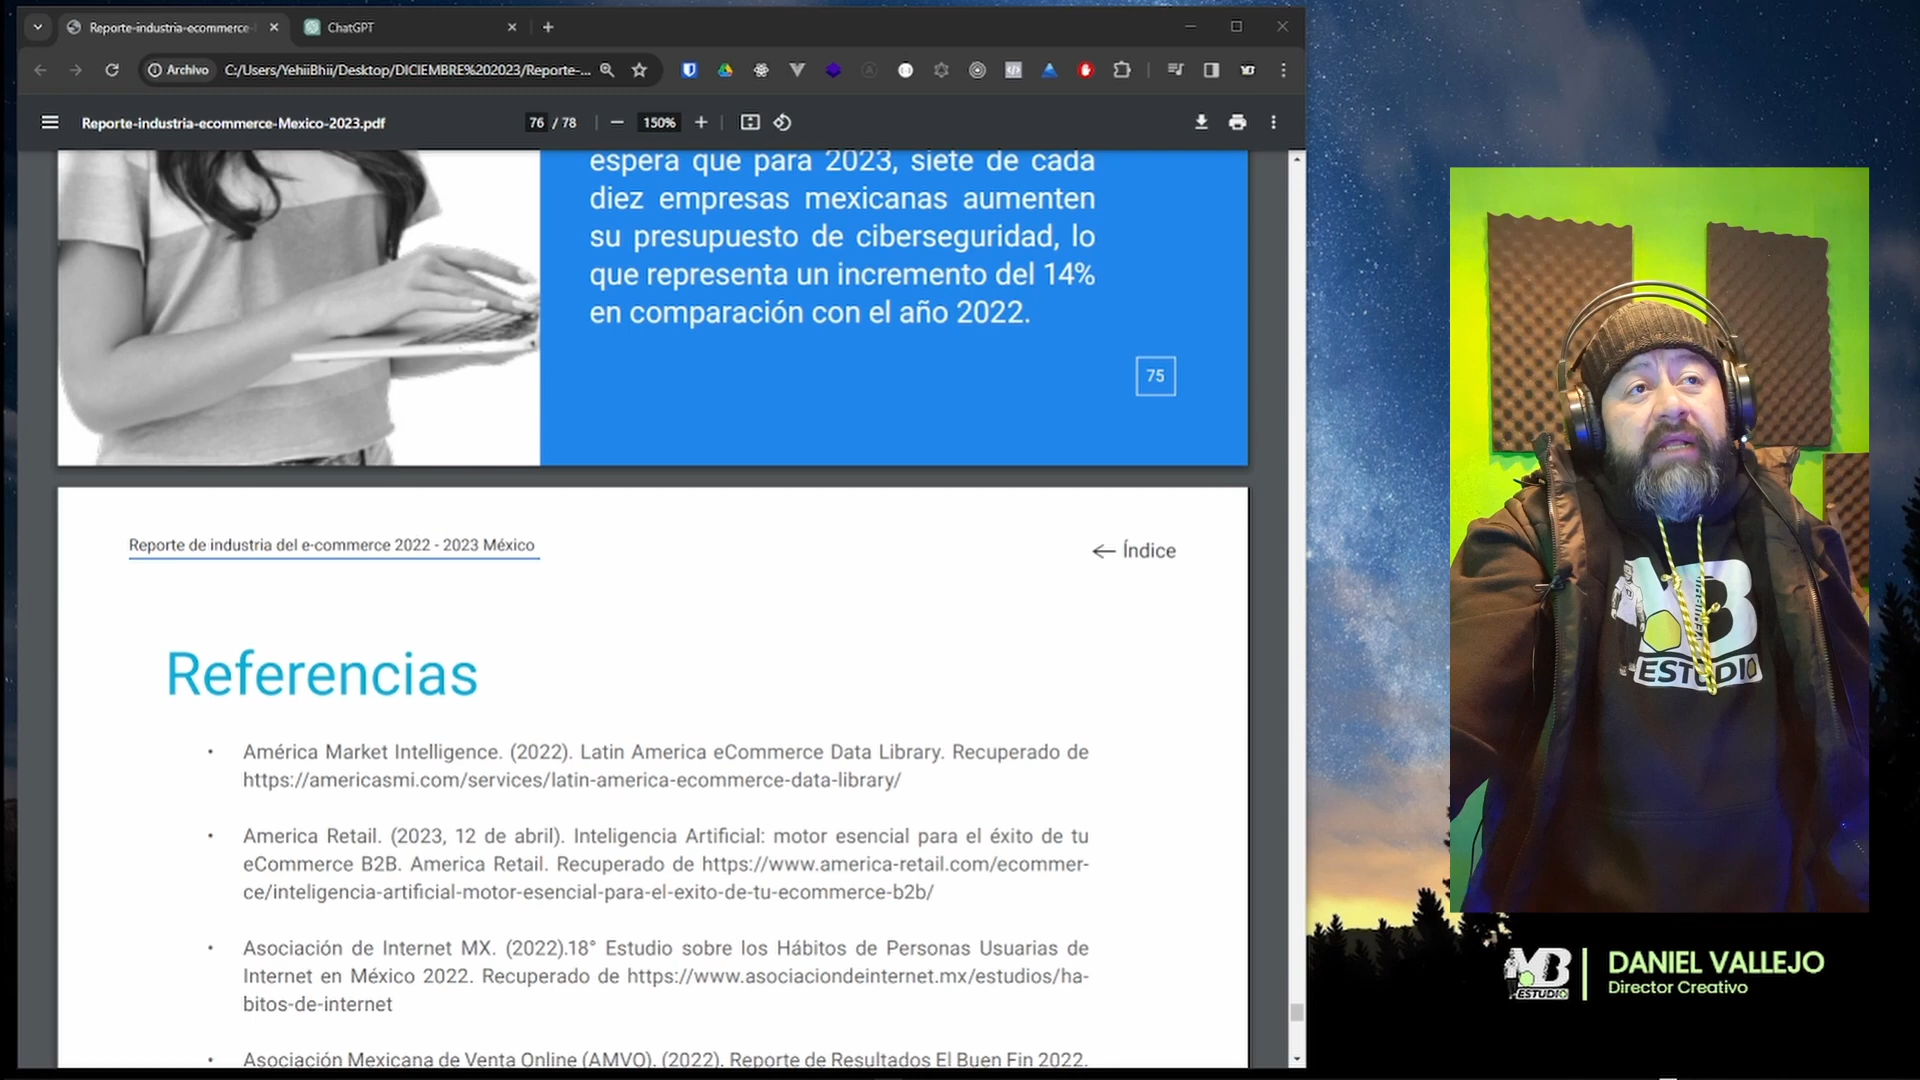 Reporte-industria-ecommerce-
ChatGPT
Archivo
C:/Users/YehiiBhii/Desktop/DICIEMBRE%202023/Reporte-...
Reporte-industria-ecommerce-Mexico-2023.pdf
76 / 78
150%
espera que para 2023, siete de cada
diez empresas mexicanas aumenten
su presupuesto de ciberseguridad, lo
que representa un incremento del 14%
en comparación con el año 2022.
75
Reporte de industria del e-commerce 2022 - 2023 México
← Índice
Referencias
• América Market Intelligence. (2022). Latin America eCommerce Data Library. Recuperado de
https://americasmi.com/services/latin-america-ecommerce-data-library/
• America Retail. (2023, 12 de abril). Inteligencia Artificial: motor esencial para el éxito de tu
eCommerce B2B. America Retail. Recuperado de https://www.america-retail.com/ecommer-
ce/inteligencia-artificial-motor-esencial-para-el-exito-de-tu-ecommerce-b2b/
• Asociación de Internet MX. (2022).18° Estudio sobre los Hábitos de Personas Usuarias de
Internet en México 2022. Recuperado de https://www.asociaciondeinternet.mx/estudios/ha-
bitos-de-internet
• Asociación Mexicana de Venta Online (AMVO). (2022). Reporte de Resultados El Buen Fin 2022.
MB
ESTUDIO
MB
ESTUDIO
DANIEL VALLEJO
Director Creativo